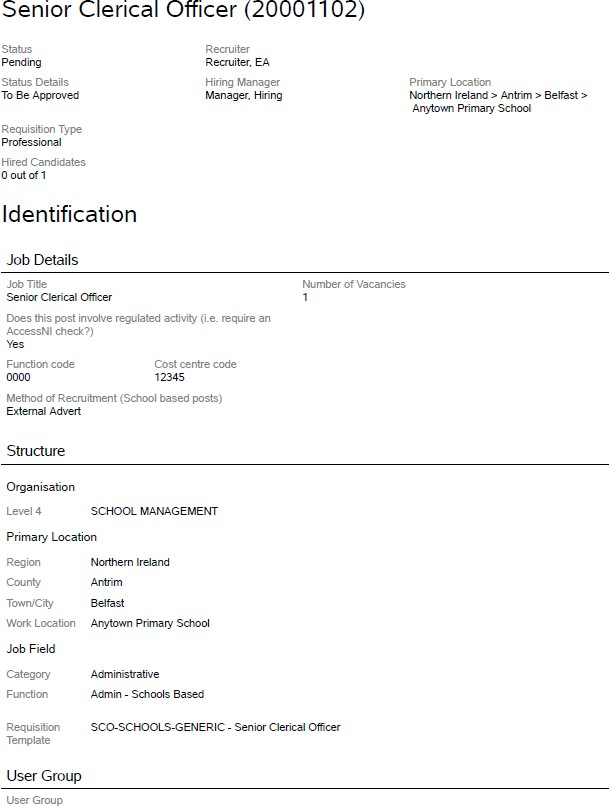 Senior Clerical Officer (20001102)
Status Recruiter
Pending Recruiter, EA
Status Details Hiring Manager Primary Location
To Be Approved Manager, Hiring Northern Ireland > Antrim > Belfast >
Anytown Primary School
Requisition Type
Professional
Hired Candidates
0 out of 1
Identification
Job Details
Job Title Number of Vacancies
Senior Clerical Officer 1
Does this post involve regulated activity (i.e. require an
AccessNI check?)
Yes
Function code Cost centre code
0000 12345
Method of Recruitment (School based posts)
External Advert
Structure
Organisation
Level 4 SCHOOL MANAGEMENT
Primary Location
Region Northern Ireland
County Antrim
Town/City Belfast
Work Location Anytown Primary School
Job Field
Category Administrative
Function Admin - Schools Based
Requisition SCO-SCHOOLS-GENERIC - Senior Clerical Officer
Template
User Group
User Group